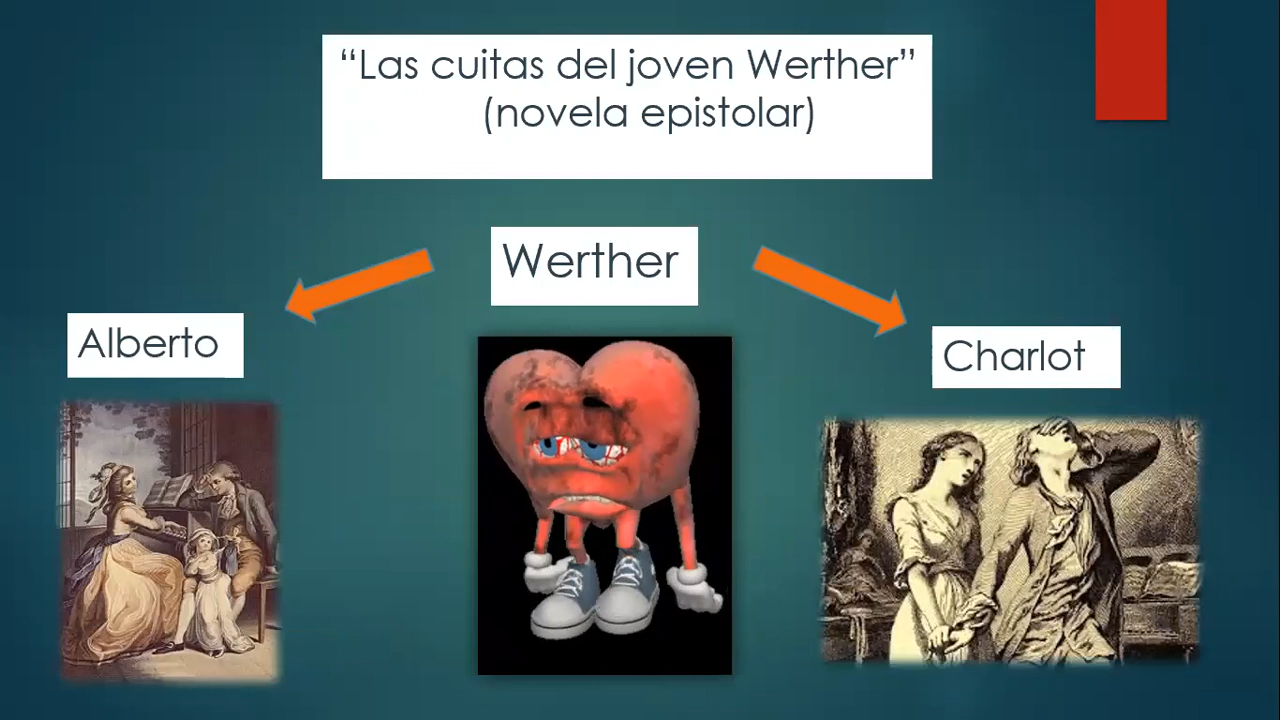 “Las cuitas del joven Werther”
(novela epistolar)
Werther
Alberto
Charlot